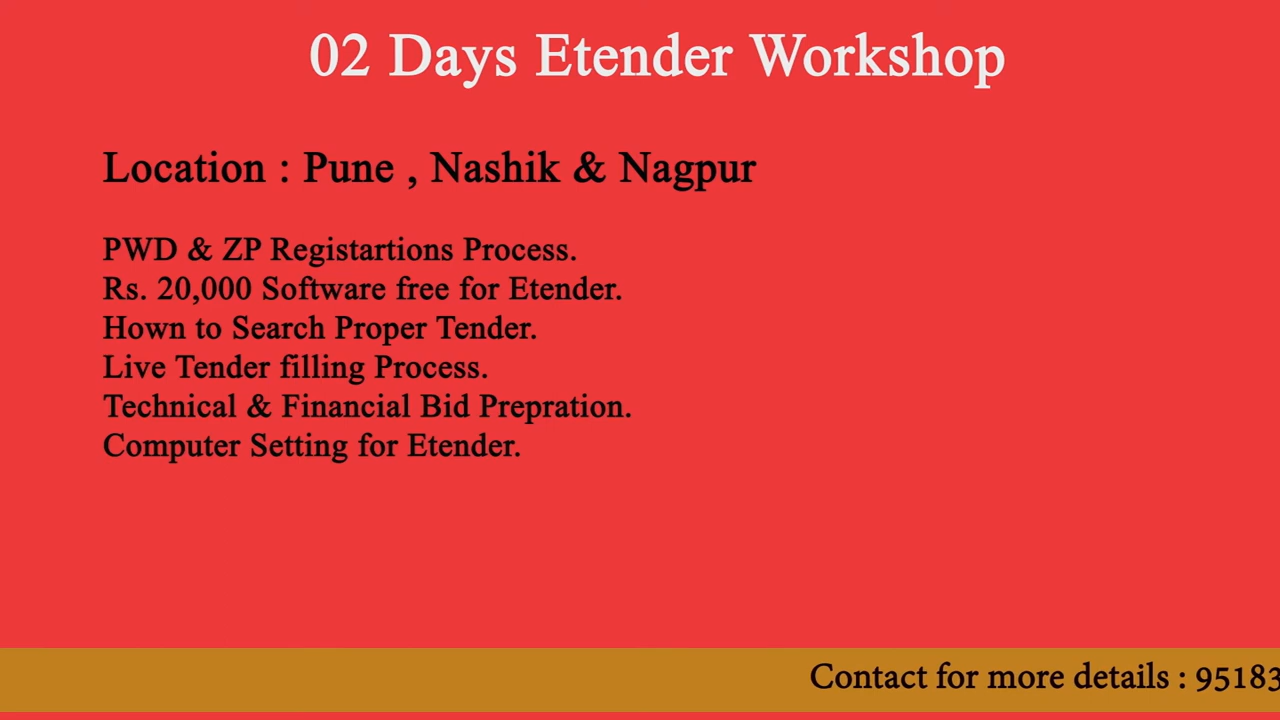 02 Days Etender Workshop
Location : Pune , Nashik & Nagpur
PWD & ZP Registartions Process.
Rs. 20,000 Software free for Etender.
Hown to Search Proper Tender.
Live Tender filling Process.
Technical & Financial Bid Prepration.
Computer Setting for Etender.
Contact for more details : 95183